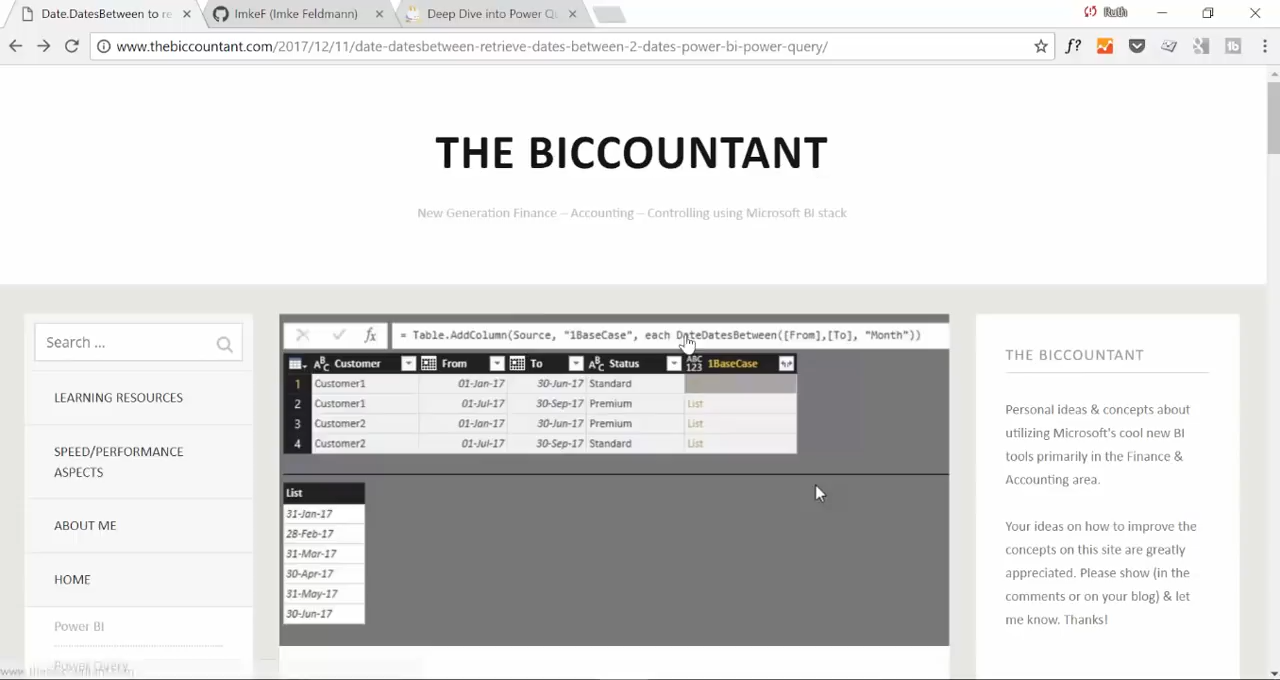 Date.DatesBetween to re
ImkeF (Imke Feldmann)
Deep Dive into Power Q
Ruth
www.thebiccountant.com/2017/12/11/date-datesbetween-retrieve-dates-between-2-dates-power-bi-power-query/
THE BICCOUNTANT
New Generation Finance – Accounting – Controlling using Microsoft BI stack
Search ...
LEARNING RESOURCES
SPEED/PERFORMANCE
ASPECTS
ABOUT ME
HOME
Power BI
Power Query
fx = Table.AddColumn(Source, "1BaseCase", each DateDatesBetween([From],[To], "Month"))
Customer From To Status 1BaseCase
1 Customer1 01-Jan-17 30-Jun-17 Standard
2 Customer1 01-Jul-17 30-Sep-17 Premium List
3 Customer2 01-Jan-17 30-Jun-17 Premium List
4 Customer2 01-Jul-17 30-Sep-17 Standard List
List
31-Jan-17
28-Feb-17
31-Mar-17
30-Apr-17
31-May-17
30-Jun-17
THE BICCOUNTANT
Personal ideas & concepts about
utilizing Microsoft's cool new BI
tools primarily in the Finance &
Accounting area.
Your ideas on how to improve the
concepts on this site are greatly
appreciated. Please show (in the
comments or on your blog) & let
me know. Thanks!